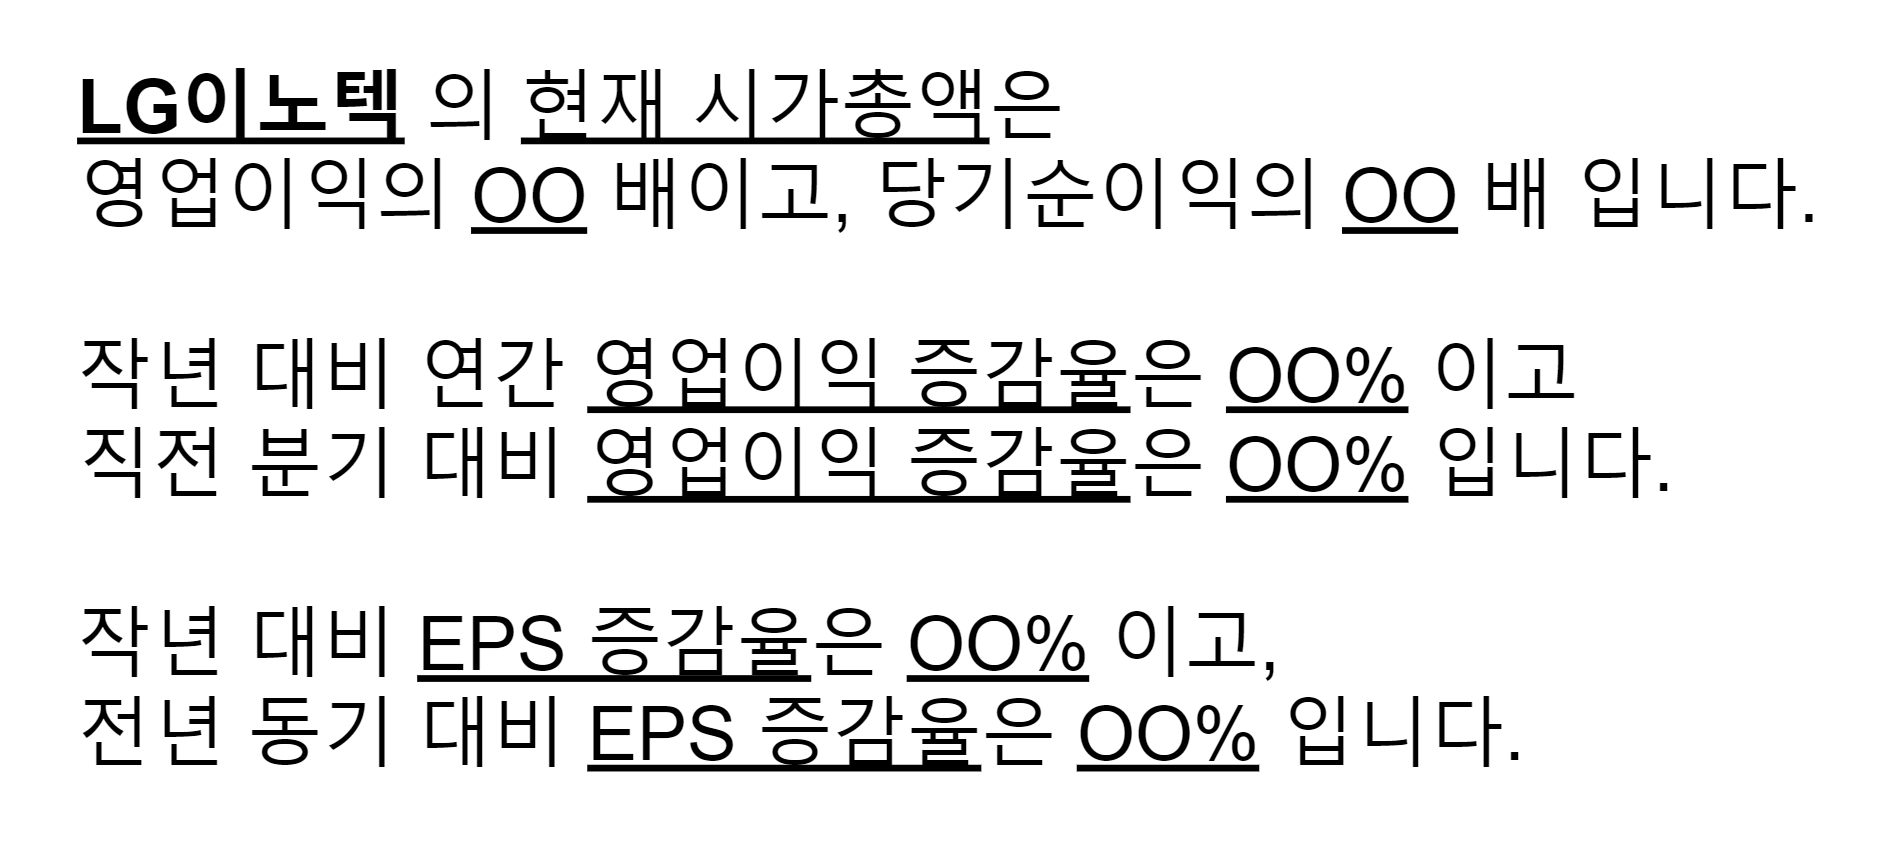 LG이노텍 의 현재 시가총액은
영업이익의 OO 배이고, 당기순이익의 OO 배 입니다.
작년 대비 연간 영업이익 증감율은 OO% 이고
직전 분기 대비 영업이익 증감율은 OO% 입니다.
작년 대비 EPS 증감율은 OO% 이고,
전년 동기 대비 EPS 증감율은 OO% 입니다.